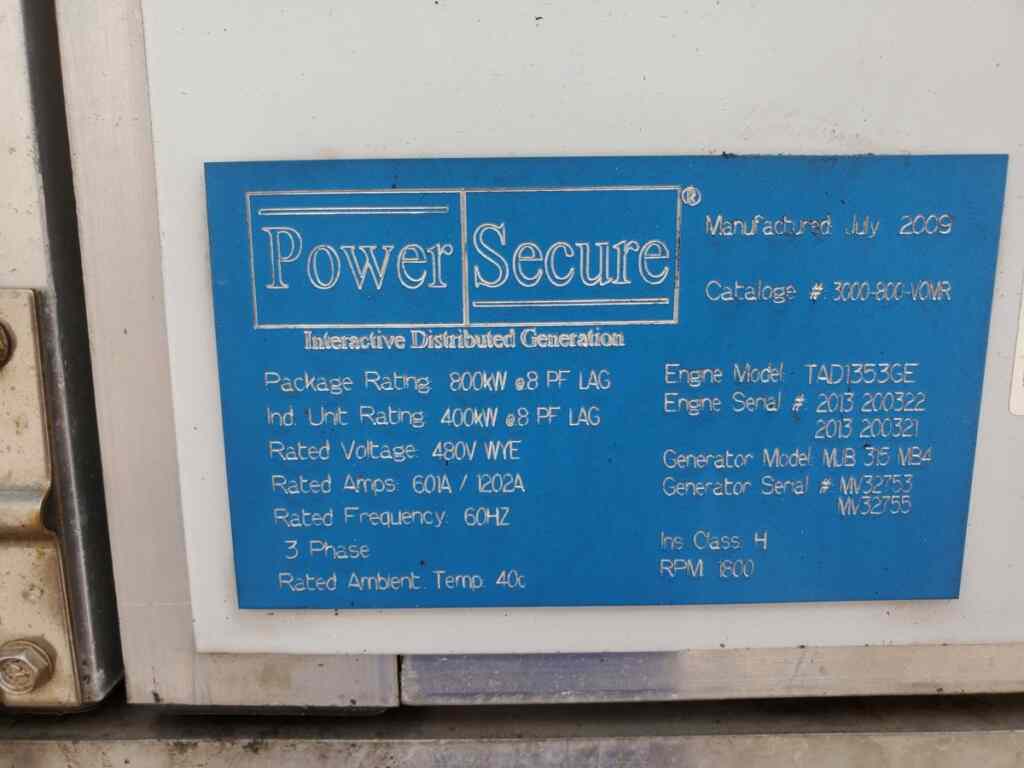 Power Secure®
Interactive Distributed Generation
Package Rating: 800kW @.8 PF LAG
Ind. Unit Rating: 400kW @.8 PF LAG
Rated Voltage: 480V WYE
Rated Amps: 601A / 1202A
Rated Frequency: 60HZ
3 Phase
Rated Ambient. Temp: 40c
Manufactured: July 2009
Cataloge #: 3000-800-VOMR
Engine Model: TAD1353GE
Engine Serial #: 2013 200322
2013 200321
Generator Model: MJB 315 MB4
Generator Serial # MV32753
MV32755
Ins Class: H
RPM: 1800